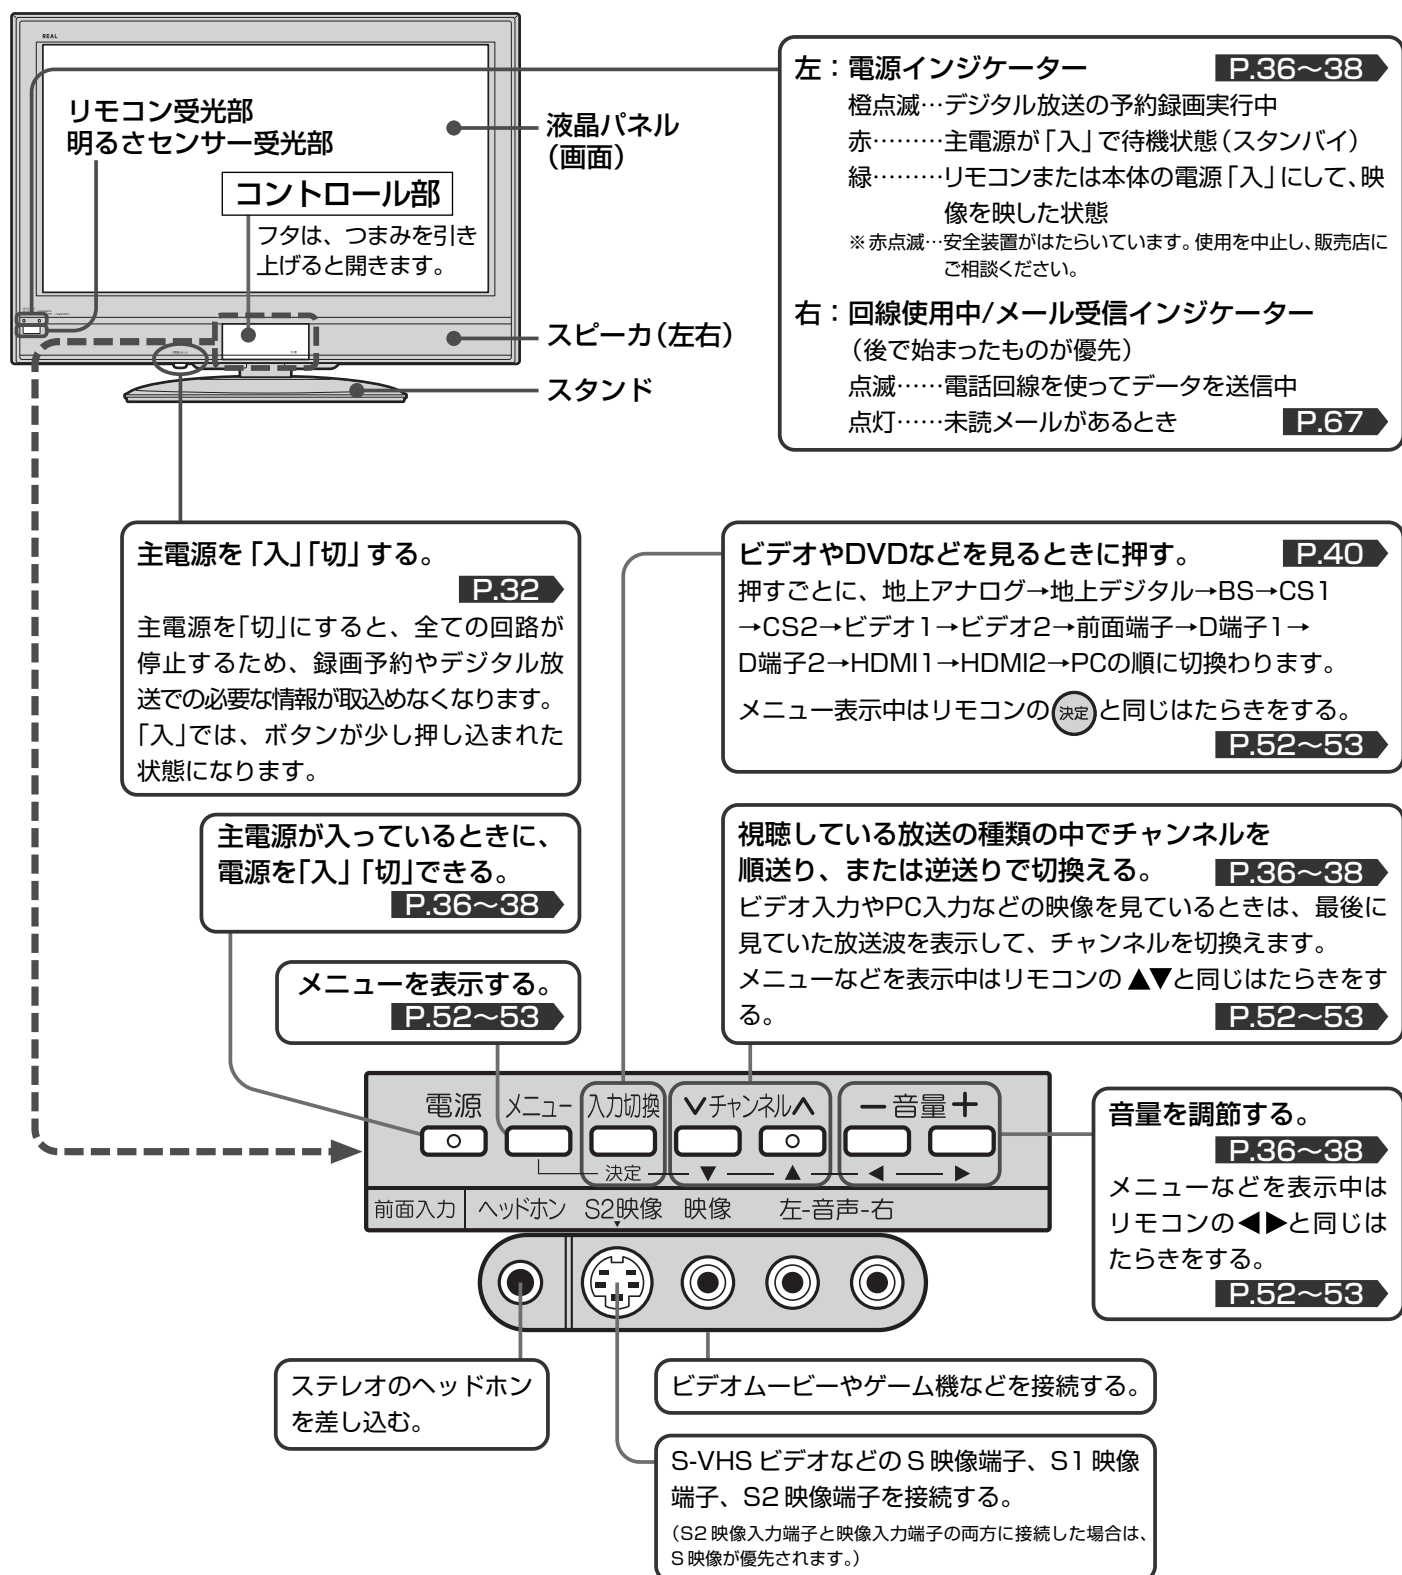 REAL
リモコン受光部
明るさセンサー受光部
コントロール部
フタは、つまみを引き
上げると開きます。
液晶パネル
（画面）
スピーカ（左右）
スタンド
左：電源インジケーター P.36〜38
橙点滅…デジタル放送の予約録画実行中
赤………主電源が「入」で待機状態（スタンバイ）
緑………リモコンまたは本体の電源「入」にして、映
像を映した状態
※赤点滅…安全装置がはたらいています。使用を中止し、販売店に
ご相談ください。
右：回線使用中/メール受信インジケーター
（後で始まったものが優先）
点滅……電話回線を使ってデータを送信中
点灯……未読メールがあるとき P.67
主電源を「入」「切」する。
P.32
主電源を「切」にすると、全ての回路が
停止するため、録画予約やデジタル放
送での必要な情報が取込めなくなります。
「入」では、ボタンが少し押し込まれた
状態になります。
ビデオやDVDなどを見るときに押す。 P.40
押すごとに、地上アナログ→地上デジタル→BS→CS1
→CS2→ビデオ1→ビデオ2→前面端子→D端子1→
D端子2→HDMI1→HDMI2→PCの順に切換わります。
メニュー表示中はリモコンの決定と同じはたらきをする。
P.52〜53
主電源が入っているときに、
電源を「入」「切」できる。
P.36〜38
メニューを表示する。
P.52〜53
視聴している放送の種類の中でチャンネルを
順送り、または逆送りで切換える。 P.36〜38
ビデオ入力やPC入力などの映像を見ているときは、最後に
見ていた放送波を表示して、チャンネルを切換えます。
メニューなどを表示中はリモコンの▲▼と同じはたらきをす
る。 P.52〜53
電源 メニュー 入力切換 ∨チャンネル∧ －音量＋
決定 ▼ ▲ ◀ ▶
前面入力 ヘッドホン S2映像 映像 左-音声-右
音量を調節する。
P.36〜38
メニューなどを表示中は
リモコンの◀▶と同じは
たらきをする。
P.52〜53
ステレオのヘッドホン
を差し込む。
ビデオムービーやゲーム機などを接続する。
S-VHSビデオなどのS映像端子、S1映像
端子、S2映像端子を接続する。
（S2映像入力端子と映像入力端子の両方に接続した場合は、
S映像が優先されます。）